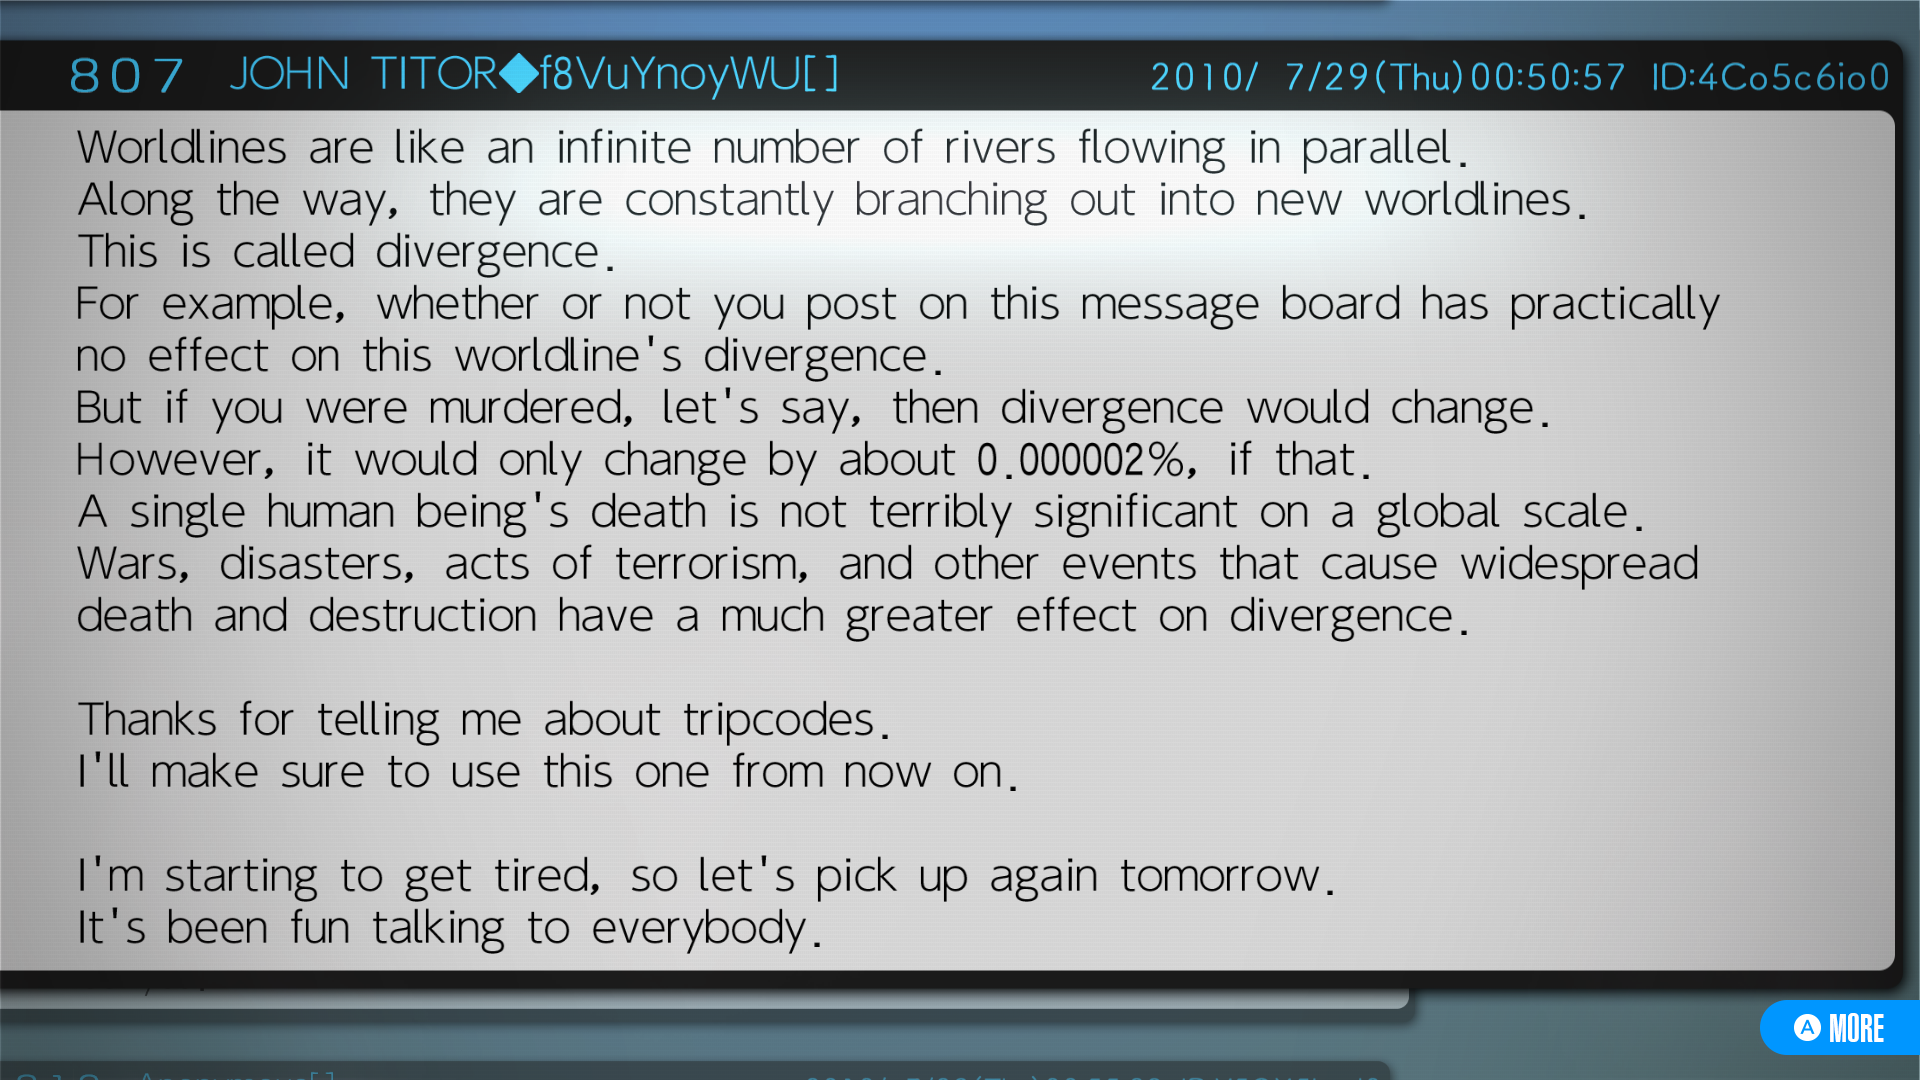 807 JOHN TITOR◆f8VuYnoyWU[] 2010/ 7/29(Thu)00:50:57 ID:4Co5c6io0
Worldlines are like an infinite number of rivers flowing in parallel.
Along the way, they are constantly branching out into new worldlines.
This is called divergence.
For example, whether or not you post on this message board has practically
no effect on this worldline's divergence.
But if you were murdered, let's say, then divergence would change.
However, it would only change by about 0.000002%, if that.
A single human being's death is not terribly significant on a global scale.
Wars, disasters, acts of terrorism, and other events that cause widespread
death and destruction have a much greater effect on divergence.
Thanks for telling me about tripcodes.
I'll make sure to use this one from now on.
I'm starting to get tired, so let's pick up again tomorrow.
It's been fun talking to everybody.
A MORE